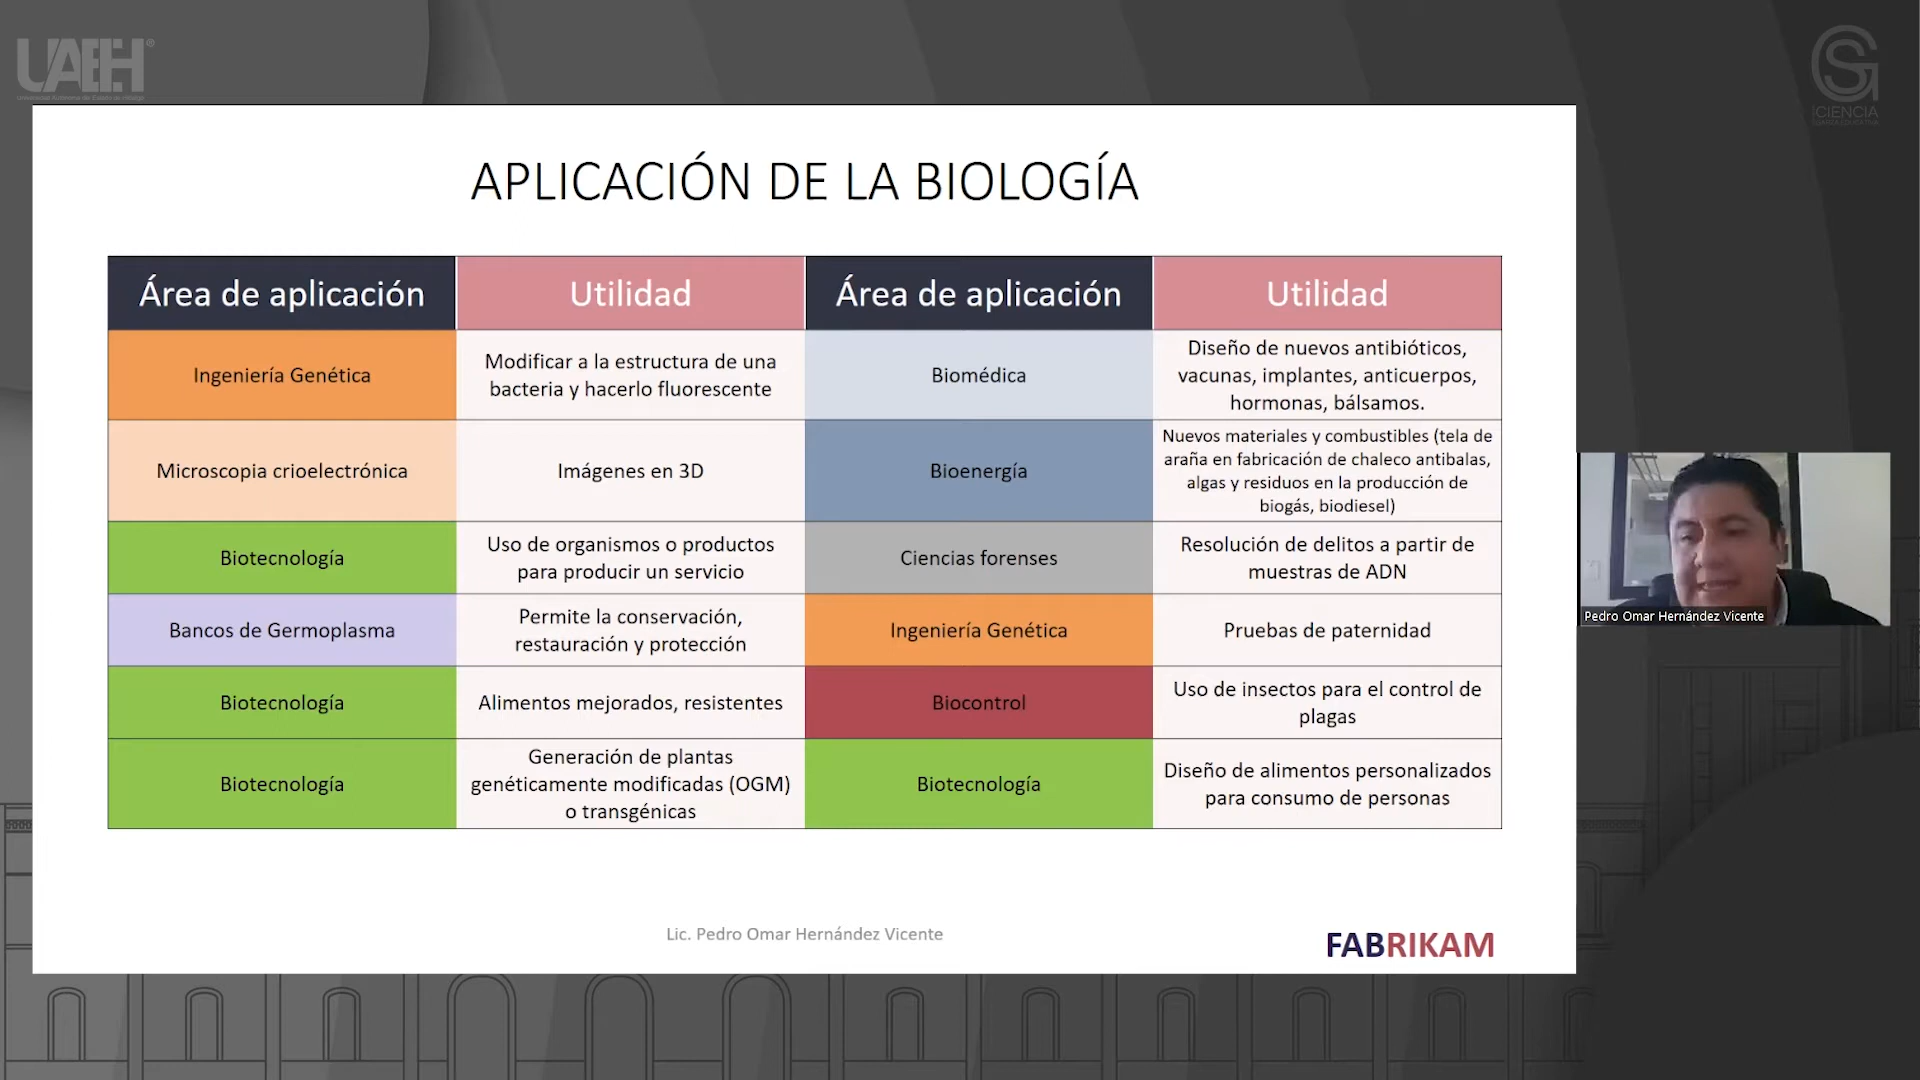 UAEH
CIENCIA
APLICACIÓN DE LA BIOLOGÍA
Área de aplicación
Utilidad
Área de aplicación
Utilidad
Ingeniería Genética
Modificar a la estructura de una
bacteria y hacerlo fluorescente
Biomédica
Diseño de nuevos antibióticos,
vacunas, implantes, anticuerpos,
hormonas, bálsamos.
Microscopia crioelectrónica
Imágenes en 3D
Bioenergía
Nuevos materiales y combustibles (tela de
araña en fabricación de chaleco antibalas,
algas y residuos en la producción de
biogás, biodiesel)
Biotecnología
Uso de organismos o productos
para producir un servicio
Ciencias forenses
Resolución de delitos a partir de
muestras de ADN
Bancos de Germoplasma
Permite la conservación,
restauración y protección
Ingeniería Genética
Pruebas de paternidad
Biotecnología
Alimentos mejorados, resistentes
Biocontrol
Uso de insectos para el control de
plagas
Biotecnología
Generación de plantas
genéticamente modificadas (OGM)
o transgénicas
Biotecnología
Diseño de alimentos personalizados
para consumo de personas
Pedro Omar Hernández Vicente
Lic. Pedro Omar Hernández Vicente
FABRIKAM